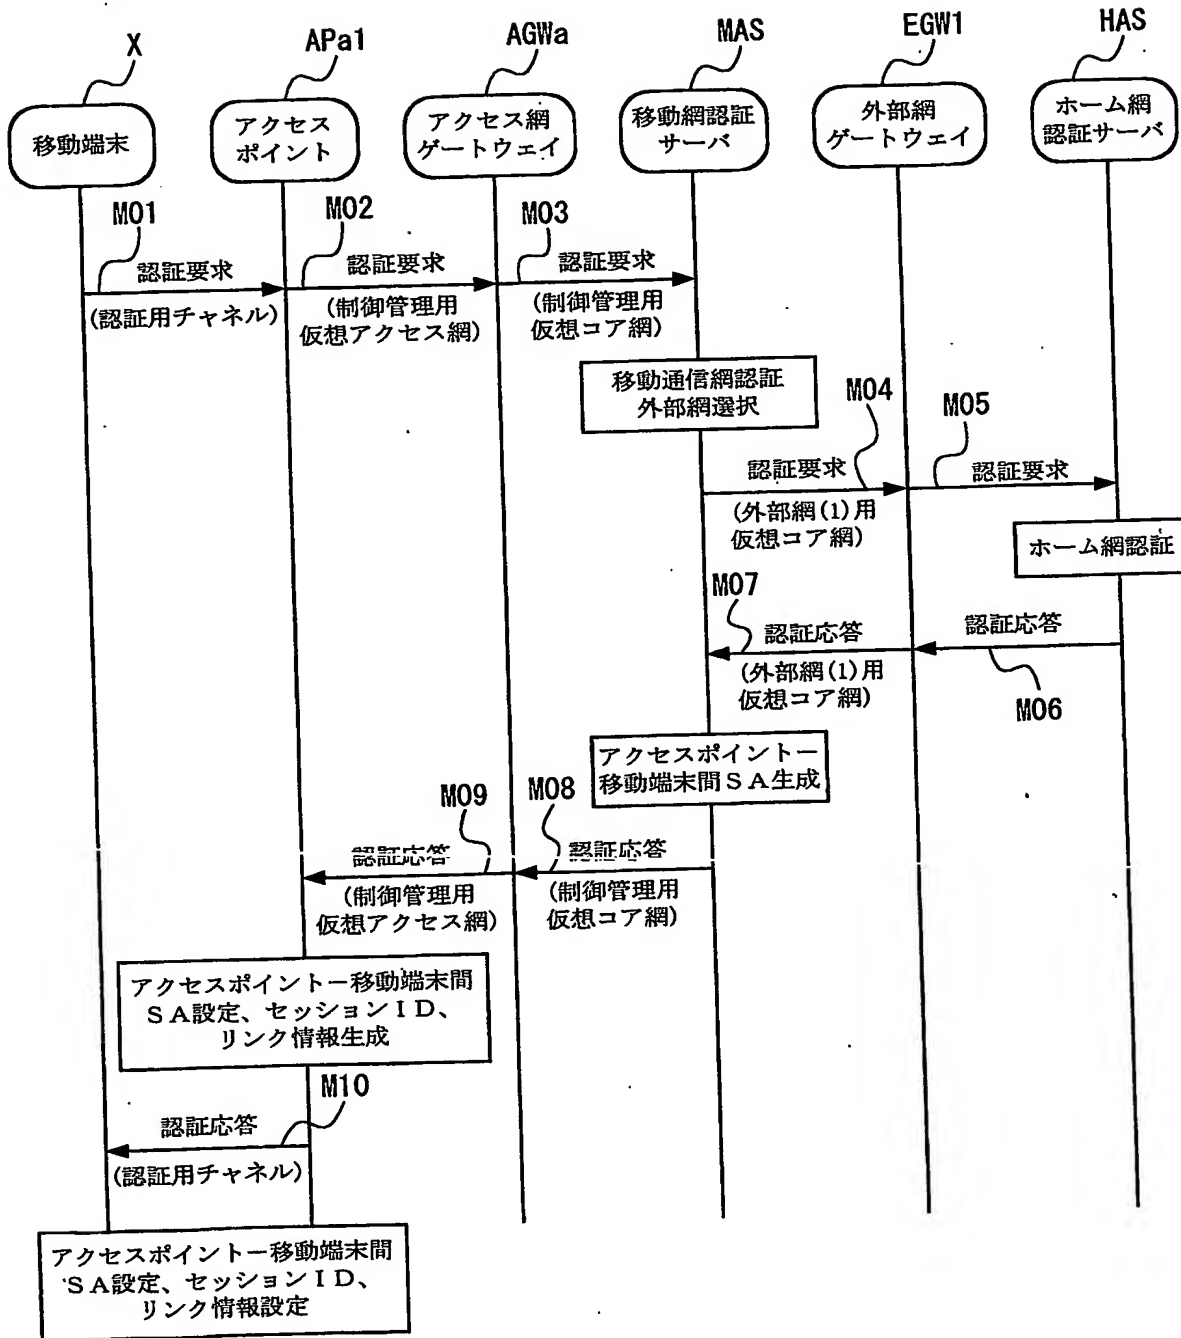 X
APa1
AGWa
MAS
EGW1
HAS
移動端末
アクセス
ポイント
アクセス網
ゲートウェイ
移動網認証
サーバ
外部網
ゲートウェイ
ホーム網
認証サーバ
M01
M02
M03
認証要求
認証要求
認証要求
(認証用チャネル)
(制御管理用
仮想アクセス網)
(制御管理用
仮想コア網)
移動通信網認証
外部網選択
M04
M05
認証要求
認証要求
(外部網(1)用
仮想コア網)
ホーム網認証
M07
認証応答
認証応答
(外部網(1)用
仮想コア網)
M06
アクセスポイントー
移動端末間SA生成
M09
M08
認証応答
認証応答
(制御管理用
仮想アクセス網)
(制御管理用
仮想コア網)
アクセスポイントー移動端末間
SA設定、セッションID、
リンク情報生成
M10
認証応答
(認証用チャネル)
アクセスポイントー移動端末間
SA設定、セッションID、
リンク情報設定